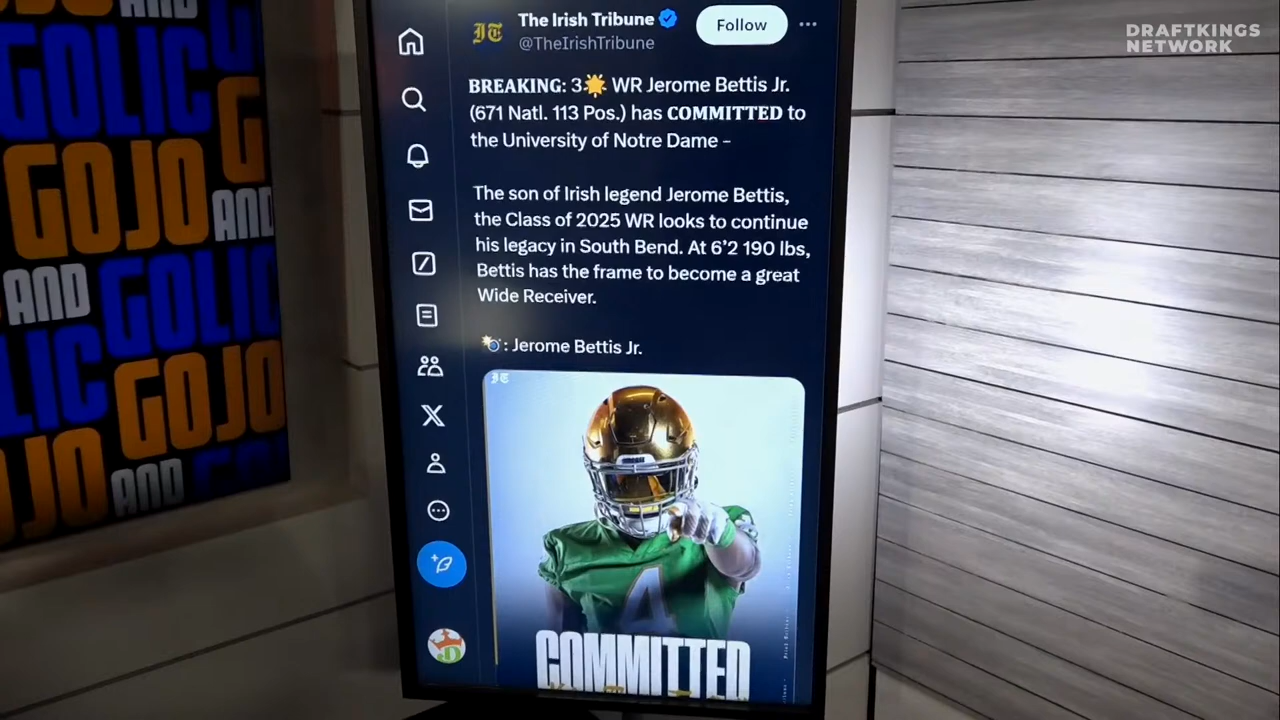 DRAFTKINGS
NETWORK
AND
GOLIC
GOJO
AND
AND
GOLIC
GOJO
GOJO
AND
The Irish Tribune
@TheIrishTribune
Follow
BREAKING: 3🌟 WR Jerome Bettis Jr.
(671 Natl. 113 Pos.) has COMMITTED to
the University of Notre Dame -
The son of Irish legend Jerome Bettis,
the Class of 2025 WR looks to continue
his legacy in South Bend. At 6'2 190 lbs,
Bettis has the frame to become a great
Wide Receiver.
: Jerome Bettis Jr.
IT
4
COMMITTED